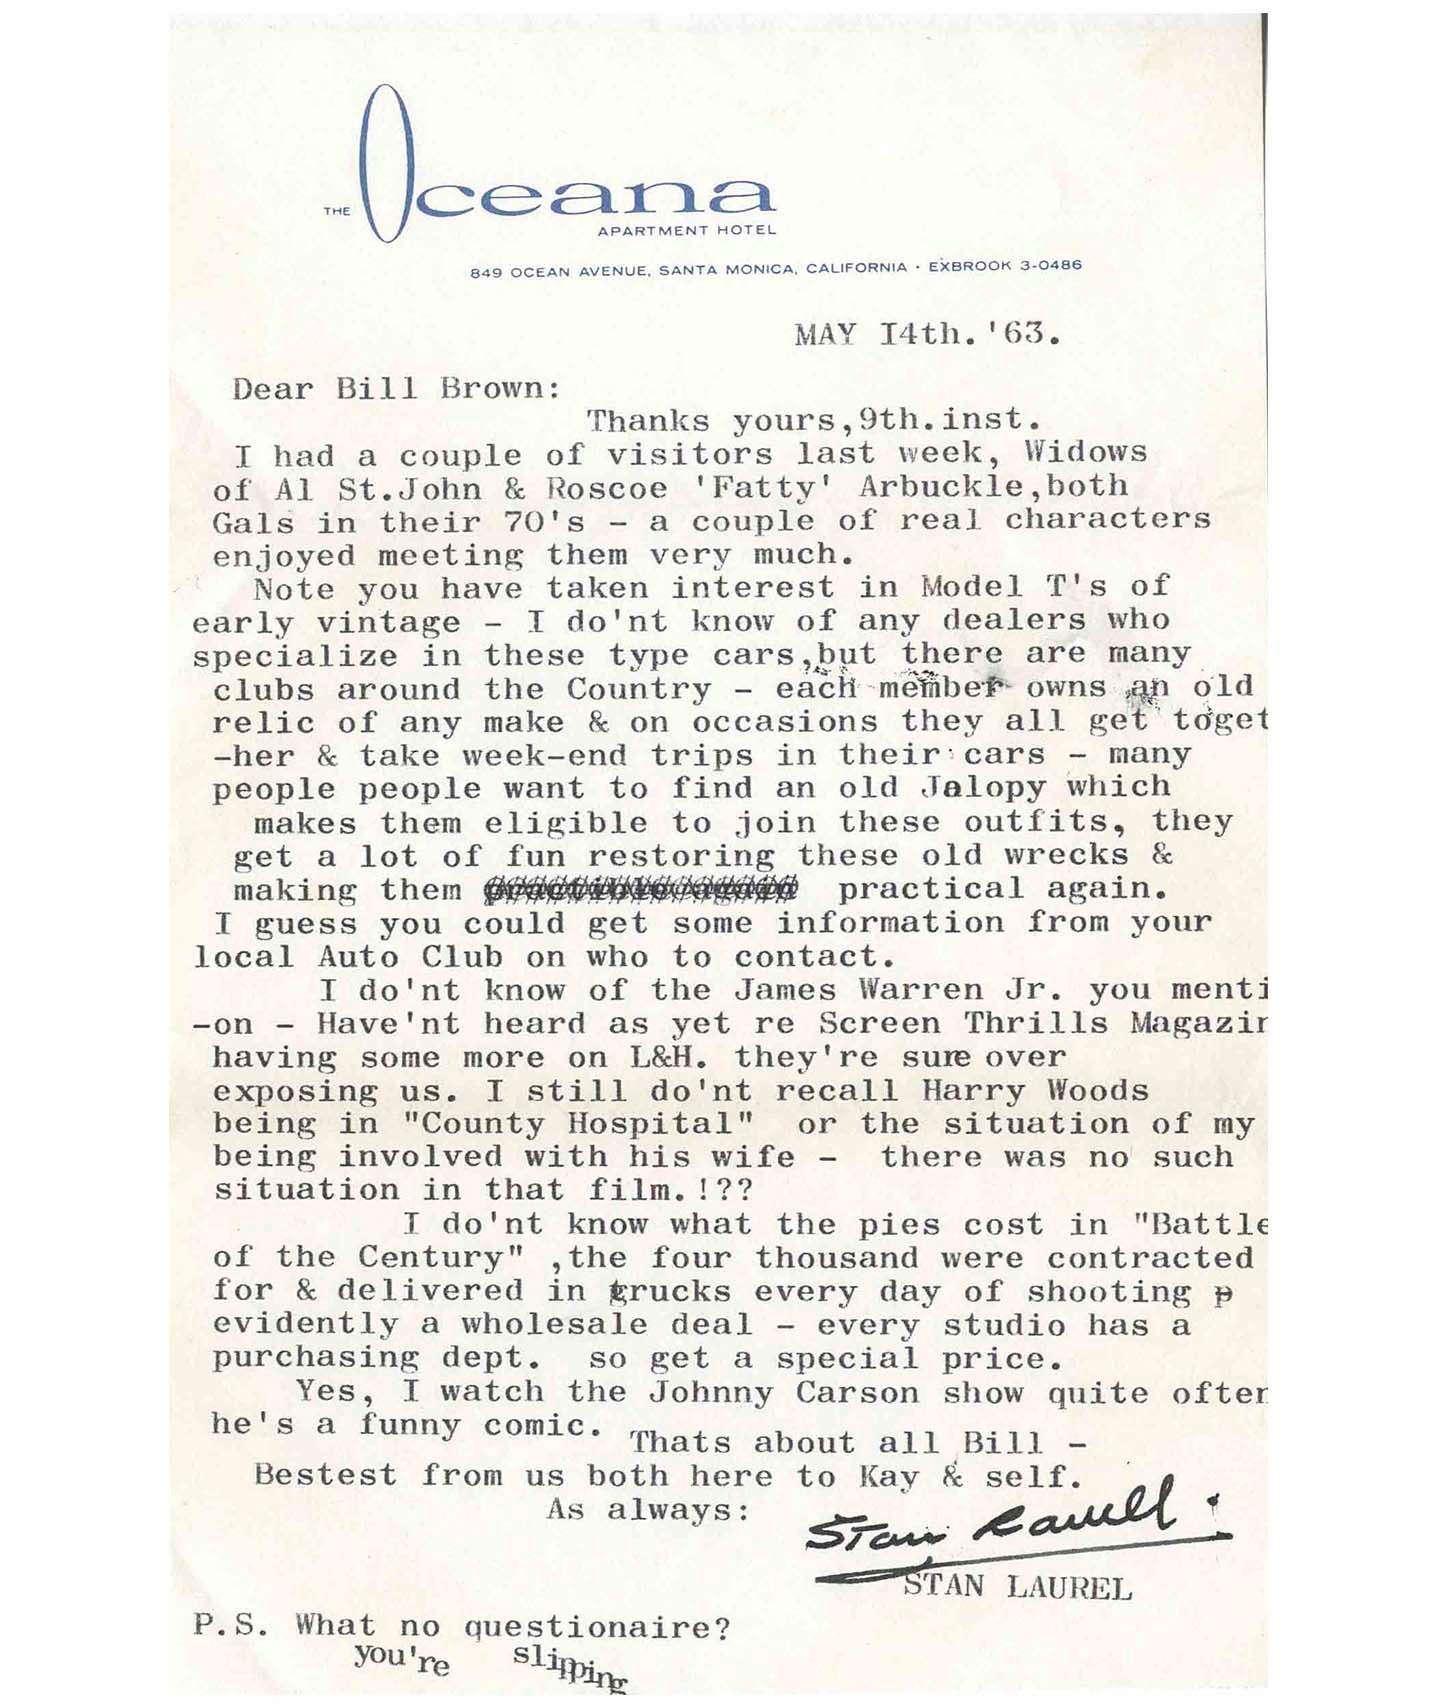 THE Oceana
APARTMENT HOTEL
849 OCEAN AVENUE, SANTA MONICA, CALIFORNIA · EXBROOK 3-0486
MAY I4th.'63.
Dear Bill Brown:
Thanks yours,9th.inst.
I had a couple of visitors last week, Widows
of Al St.John & Roscoe 'Fatty' Arbuckle,both
Gals in their 70's - a couple of real characters
enjoyed meeting them very much.
Note you have taken interest in Model T's of
early vintage - I do'nt know of any dealers who
specialize in these type cars,but there are many
clubs around the Country - each member owns an old
relic of any make & on occasions they all get toget
-her & take week-end trips in their cars - many
people people want to find an old Jalopy which
makes them eligible to join these outfits, they
get a lot of fun restoring these old wrecks &
making them practical again.
I guess you could get some information from your
local Auto Club on who to contact.
I do'nt know of the James Warren Jr. you menti
-on - Have'nt heard as yet re Screen Thrills Magazin
having some more on L&H. they're sure over
exposing us. I still do'nt recall Harry Woods
being in "County Hospital" or the situation of my
being involved with his wife - there was no such
situation in that film.!??
I do'nt know what the pies cost in "Battle
of the Century" ,the four thousand were contracted
for & delivered in trucks every day of shooting p
evidently a wholesale deal - every studio has a
purchasing dept. so get a special price.
Yes, I watch the Johnny Carson show quite often
he's a funny comic. Thats about all Bill -
Bestest from us both here to Kay & self.
As always:
Stan Laurel.
STAN LAUREL
P.S. What no questionaire?
you're slipping